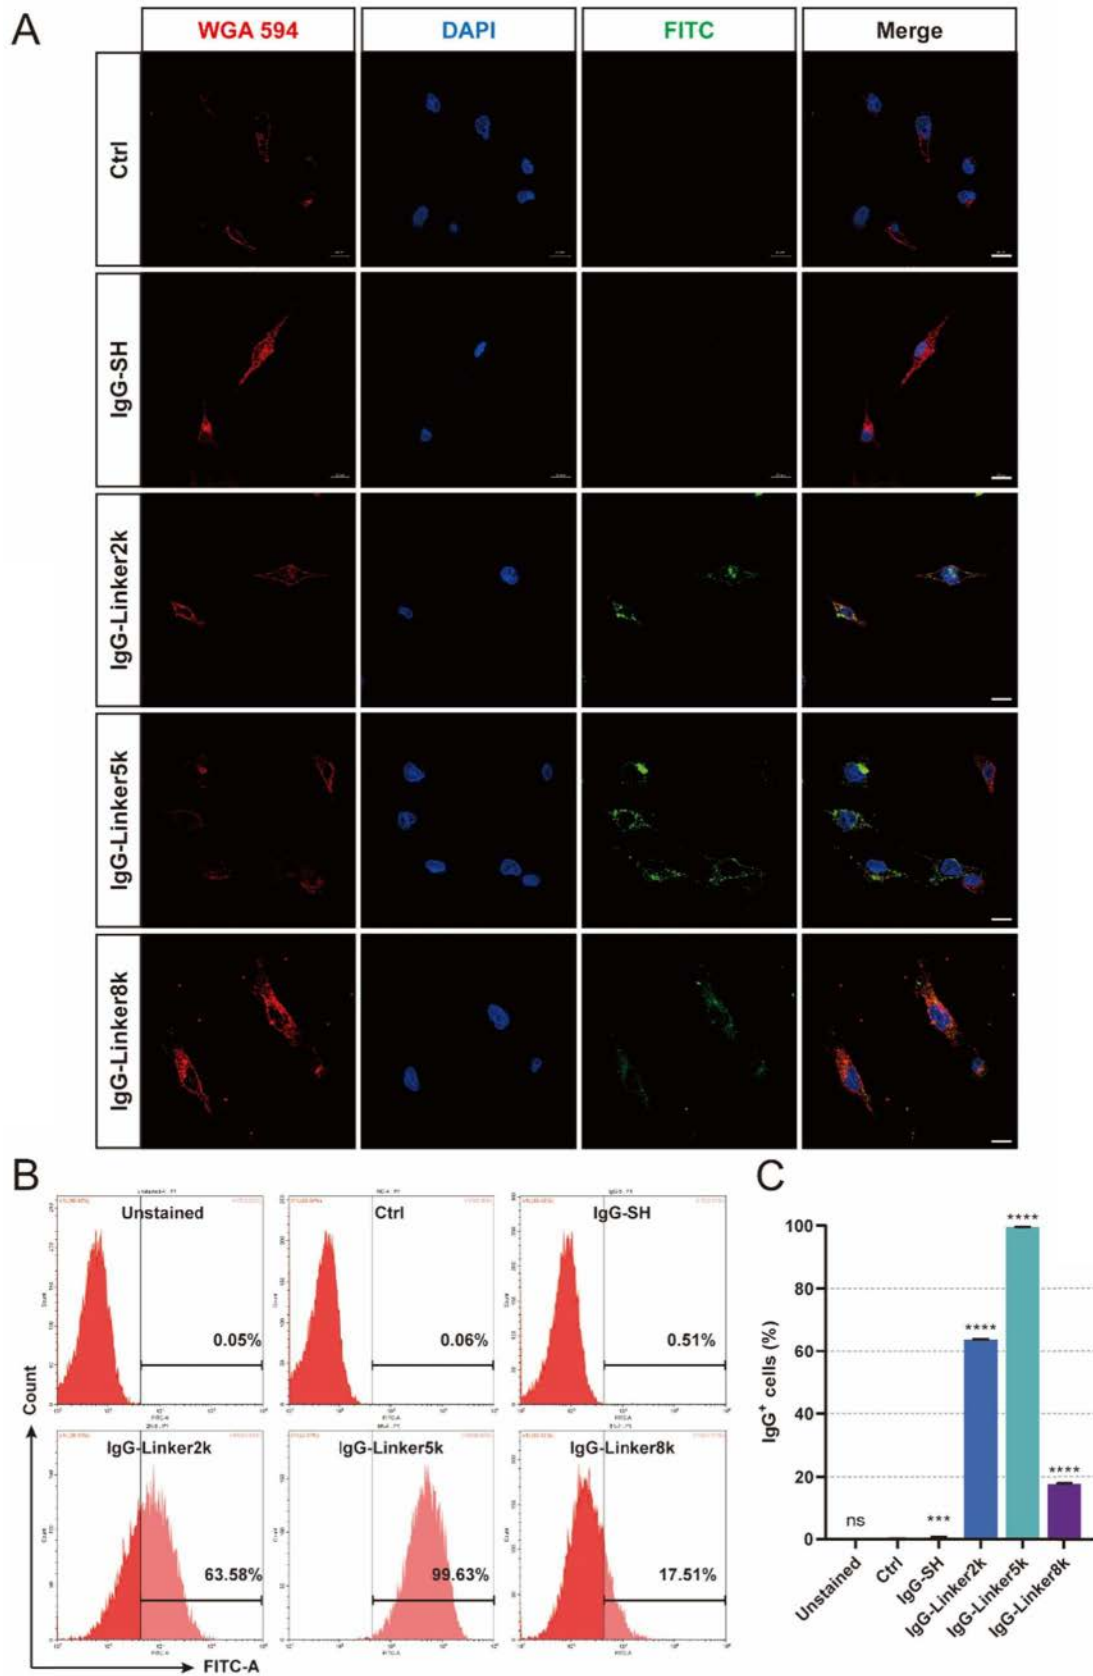 A
WGA 594
DAPI
FITC
Merge
Ctrl
IgG-SH
IgG-Linker2k
IgG-Linker5k
IgG-Linker8k
B
Unstained
0.05%
Ctrl
0.06%
IgG-SH
0.51%
IgG-Linker2k
63.58%
IgG-Linker5k
99.63%
IgG-Linker8k
17.51%
Count
FITC-A
C
IgG+ cells (%)
100
80
60
40
20
0
ns
***
****
****
****
Unstained
Ctrl
IgG-SH
IgG-Linker2k
IgG-Linker5k
IgG-Linker8k